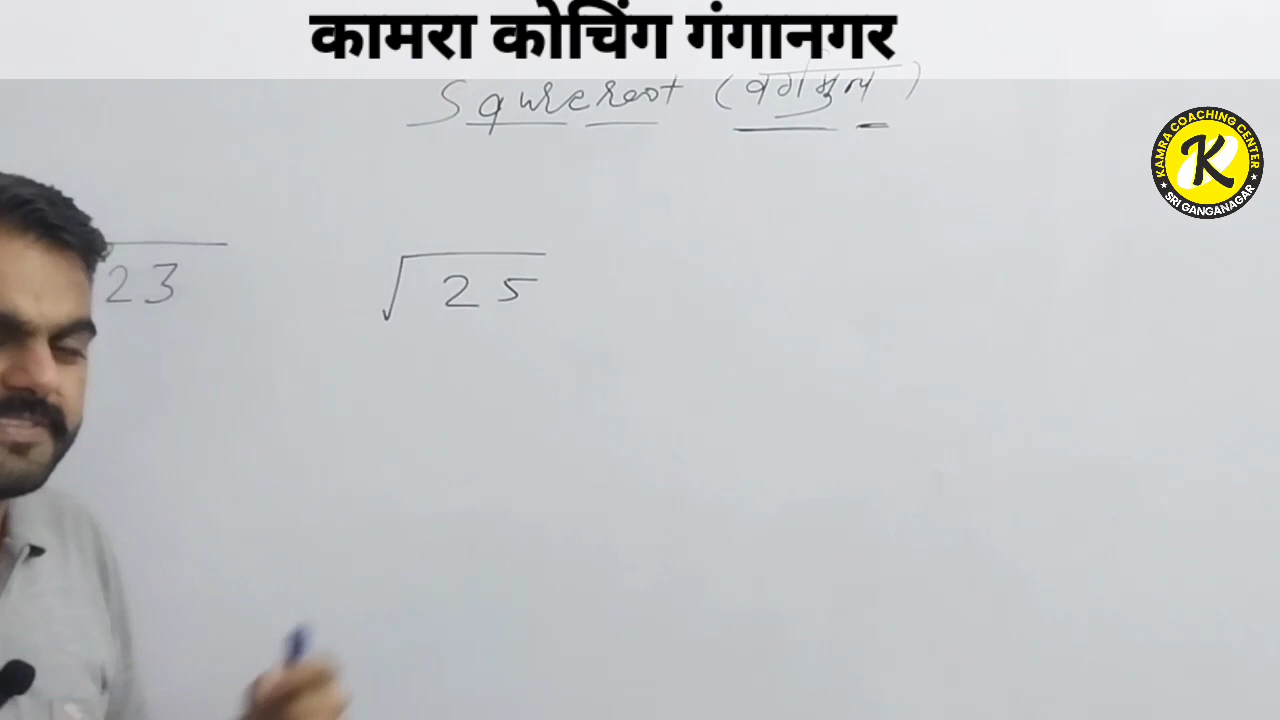 कामरा कोचिंग गंगानगर
Squreroot (वर्गमूल)
KAMRA COACHING CENTER
K
SRI GANGANAGAR
23
√25